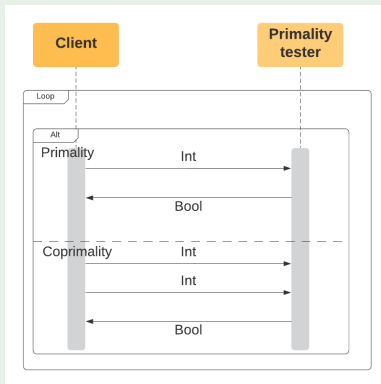 Client
Primality
tester
Loop
Alt
Primality
Int
Bool
Coprimality
Int
Int
Bool